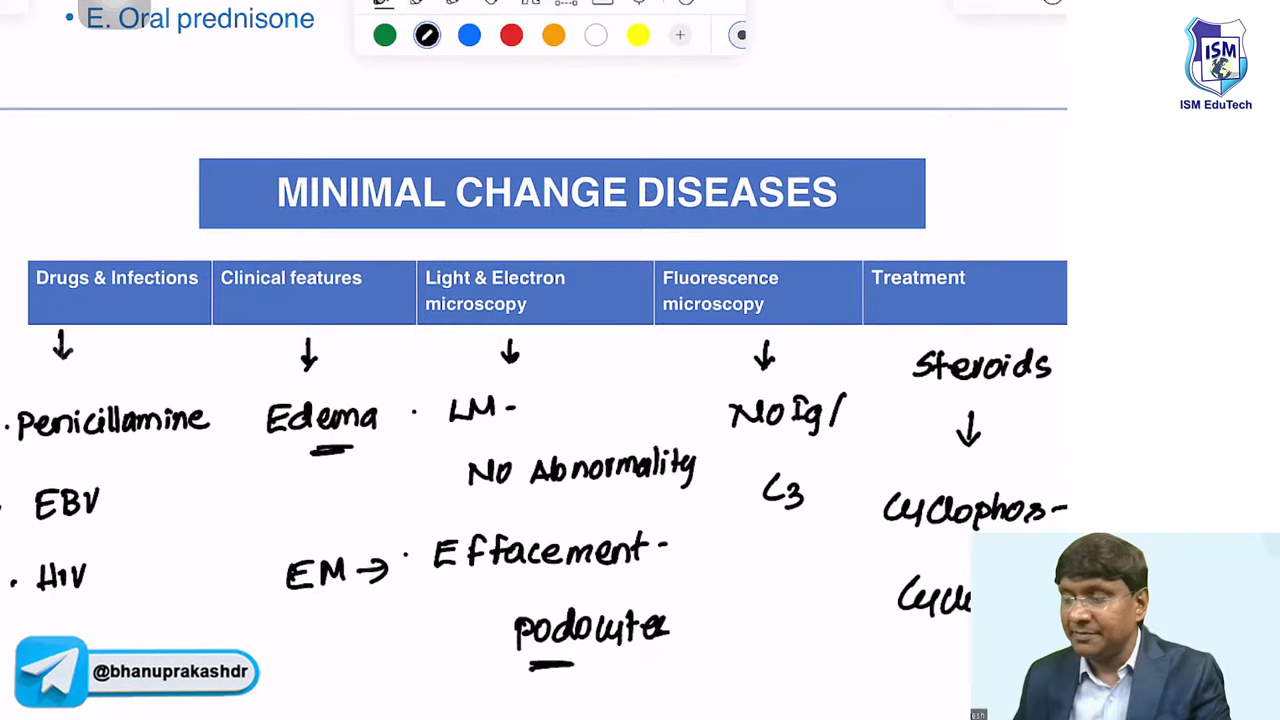 • E. Oral prednisone
ISM
ISM EduTech
MINIMAL CHANGE DISEASES
Drugs & Infections
Clinical features
Light & Electron
microscopy
Fluorescence
microscopy
Treatment
• Penicillamine
EBV
• HIV
Edema
• LM -
No Abnormality
EM → • Effacement -
podocytes
No Ig /
C3
Steroids
↓
Cyclophos -
@bhanuprakashdr